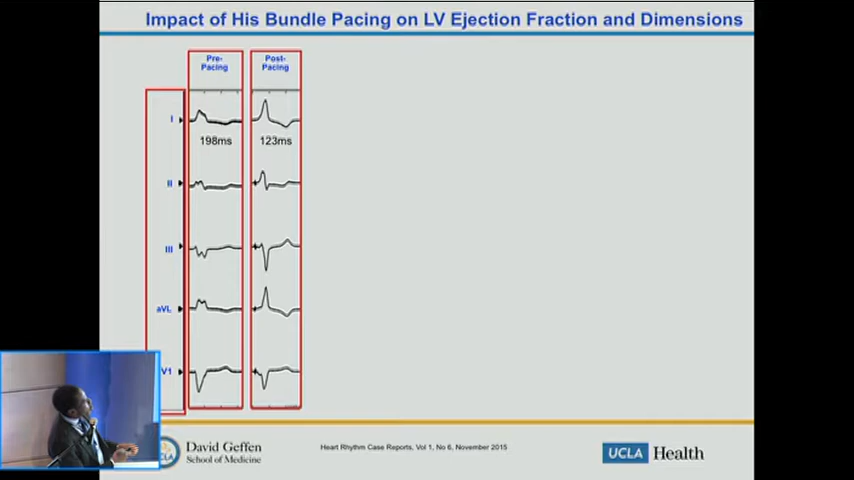 Impact of His Bundle Pacing on LV Ejection Fraction and Dimensions
Pre-
Pacing
Post-
Pacing
I
198ms
123ms
II
III
aVL
V1
David Geffen
School of Medicine
Heart Rhythm Case Reports, Vol 1, No 6, November 2015
UCLA Health